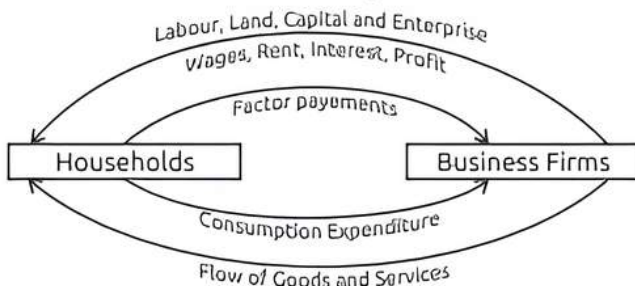 Labour, Land, Capital and Enterprise
Wages, Rent, Interest, Profit
Factor payments
Households
Business Firms
Consumption Expenditure
Flow of Goods and Services